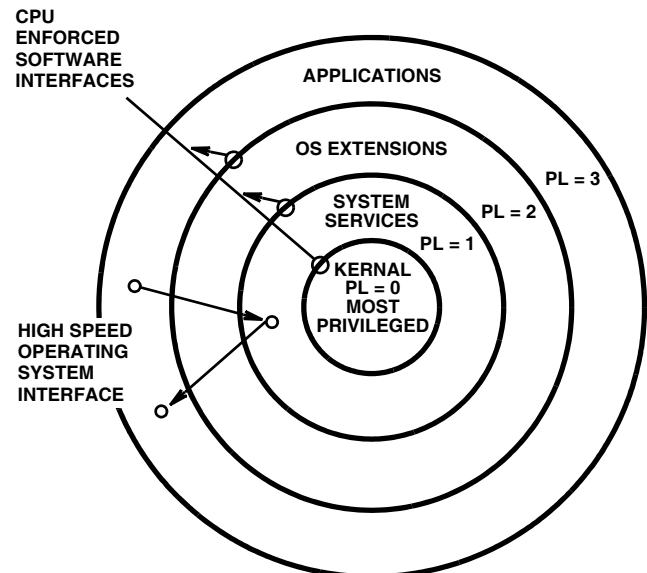 CPU
ENFORCED
SOFTWARE
INTERFACES
APPLICATIONS
OS EXTENSIONS
PL = 3
SYSTEM
SERVICES
PL = 2
PL = 1
KERNAL
PL = 0
MOST
PRIVILEGED
HIGH SPEED
OPERATING
SYSTEM
INTERFACE